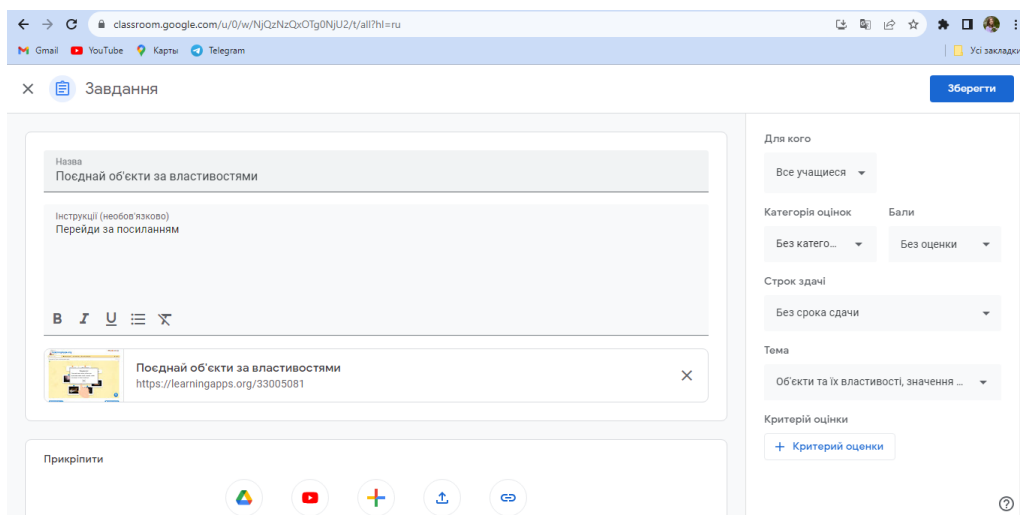 classroom.google.com/u/0/w/NjQzNzQxOTg0NjU2/t/all?hl=ru
Gmail YouTube Карты Telegram Усі закладки
Завдання Зберегти
Назва
Поєднай об'єкти за властивостями
Інструкції (необов'язково)
Перейди за посиланням
B I U
Поєднай об'єкти за властивостями
https://learningapps.org/33005081
Прикріпити
Для кого
Все учащиеся
Категорія оцінок Бали
Без катего... Без оценки
Строк здачі
Без срока сдачи
Тема
Об'єкти та їх властивості, значення ...
Критерій оцінки
+ Критерий оценки